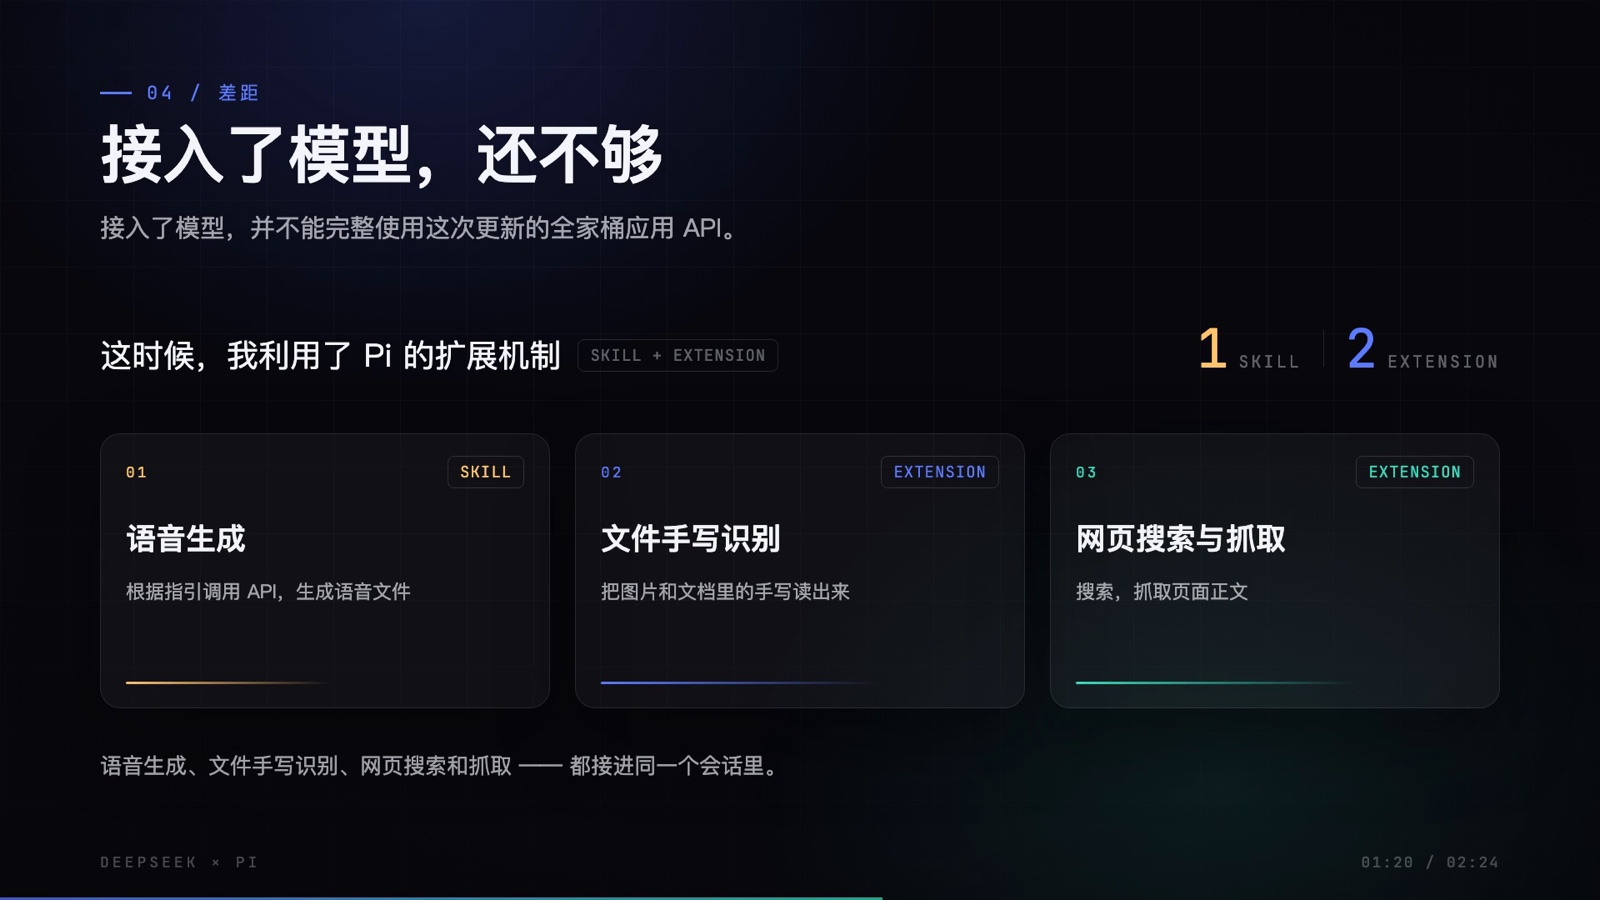 04 / 差距
接入了模型，还不够
接入了模型，并不能完整使用这次更新的全家桶应用 API。
这时候，我利用了 Pi 的扩展机制 SKILL + EXTENSION
1 SKILL 2 EXTENSION
01 SKILL
语音生成
根据指引调用 API，生成语音文件
02 EXTENSION
文件手写识别
把图片和文档里的手写读出来
03 EXTENSION
网页搜索与抓取
搜索，抓取页面正文
语音生成、文件手写识别、网页搜索和抓取 —— 都接进同一个会话里。
DEEPSEEK × PI
01:20 / 02:24